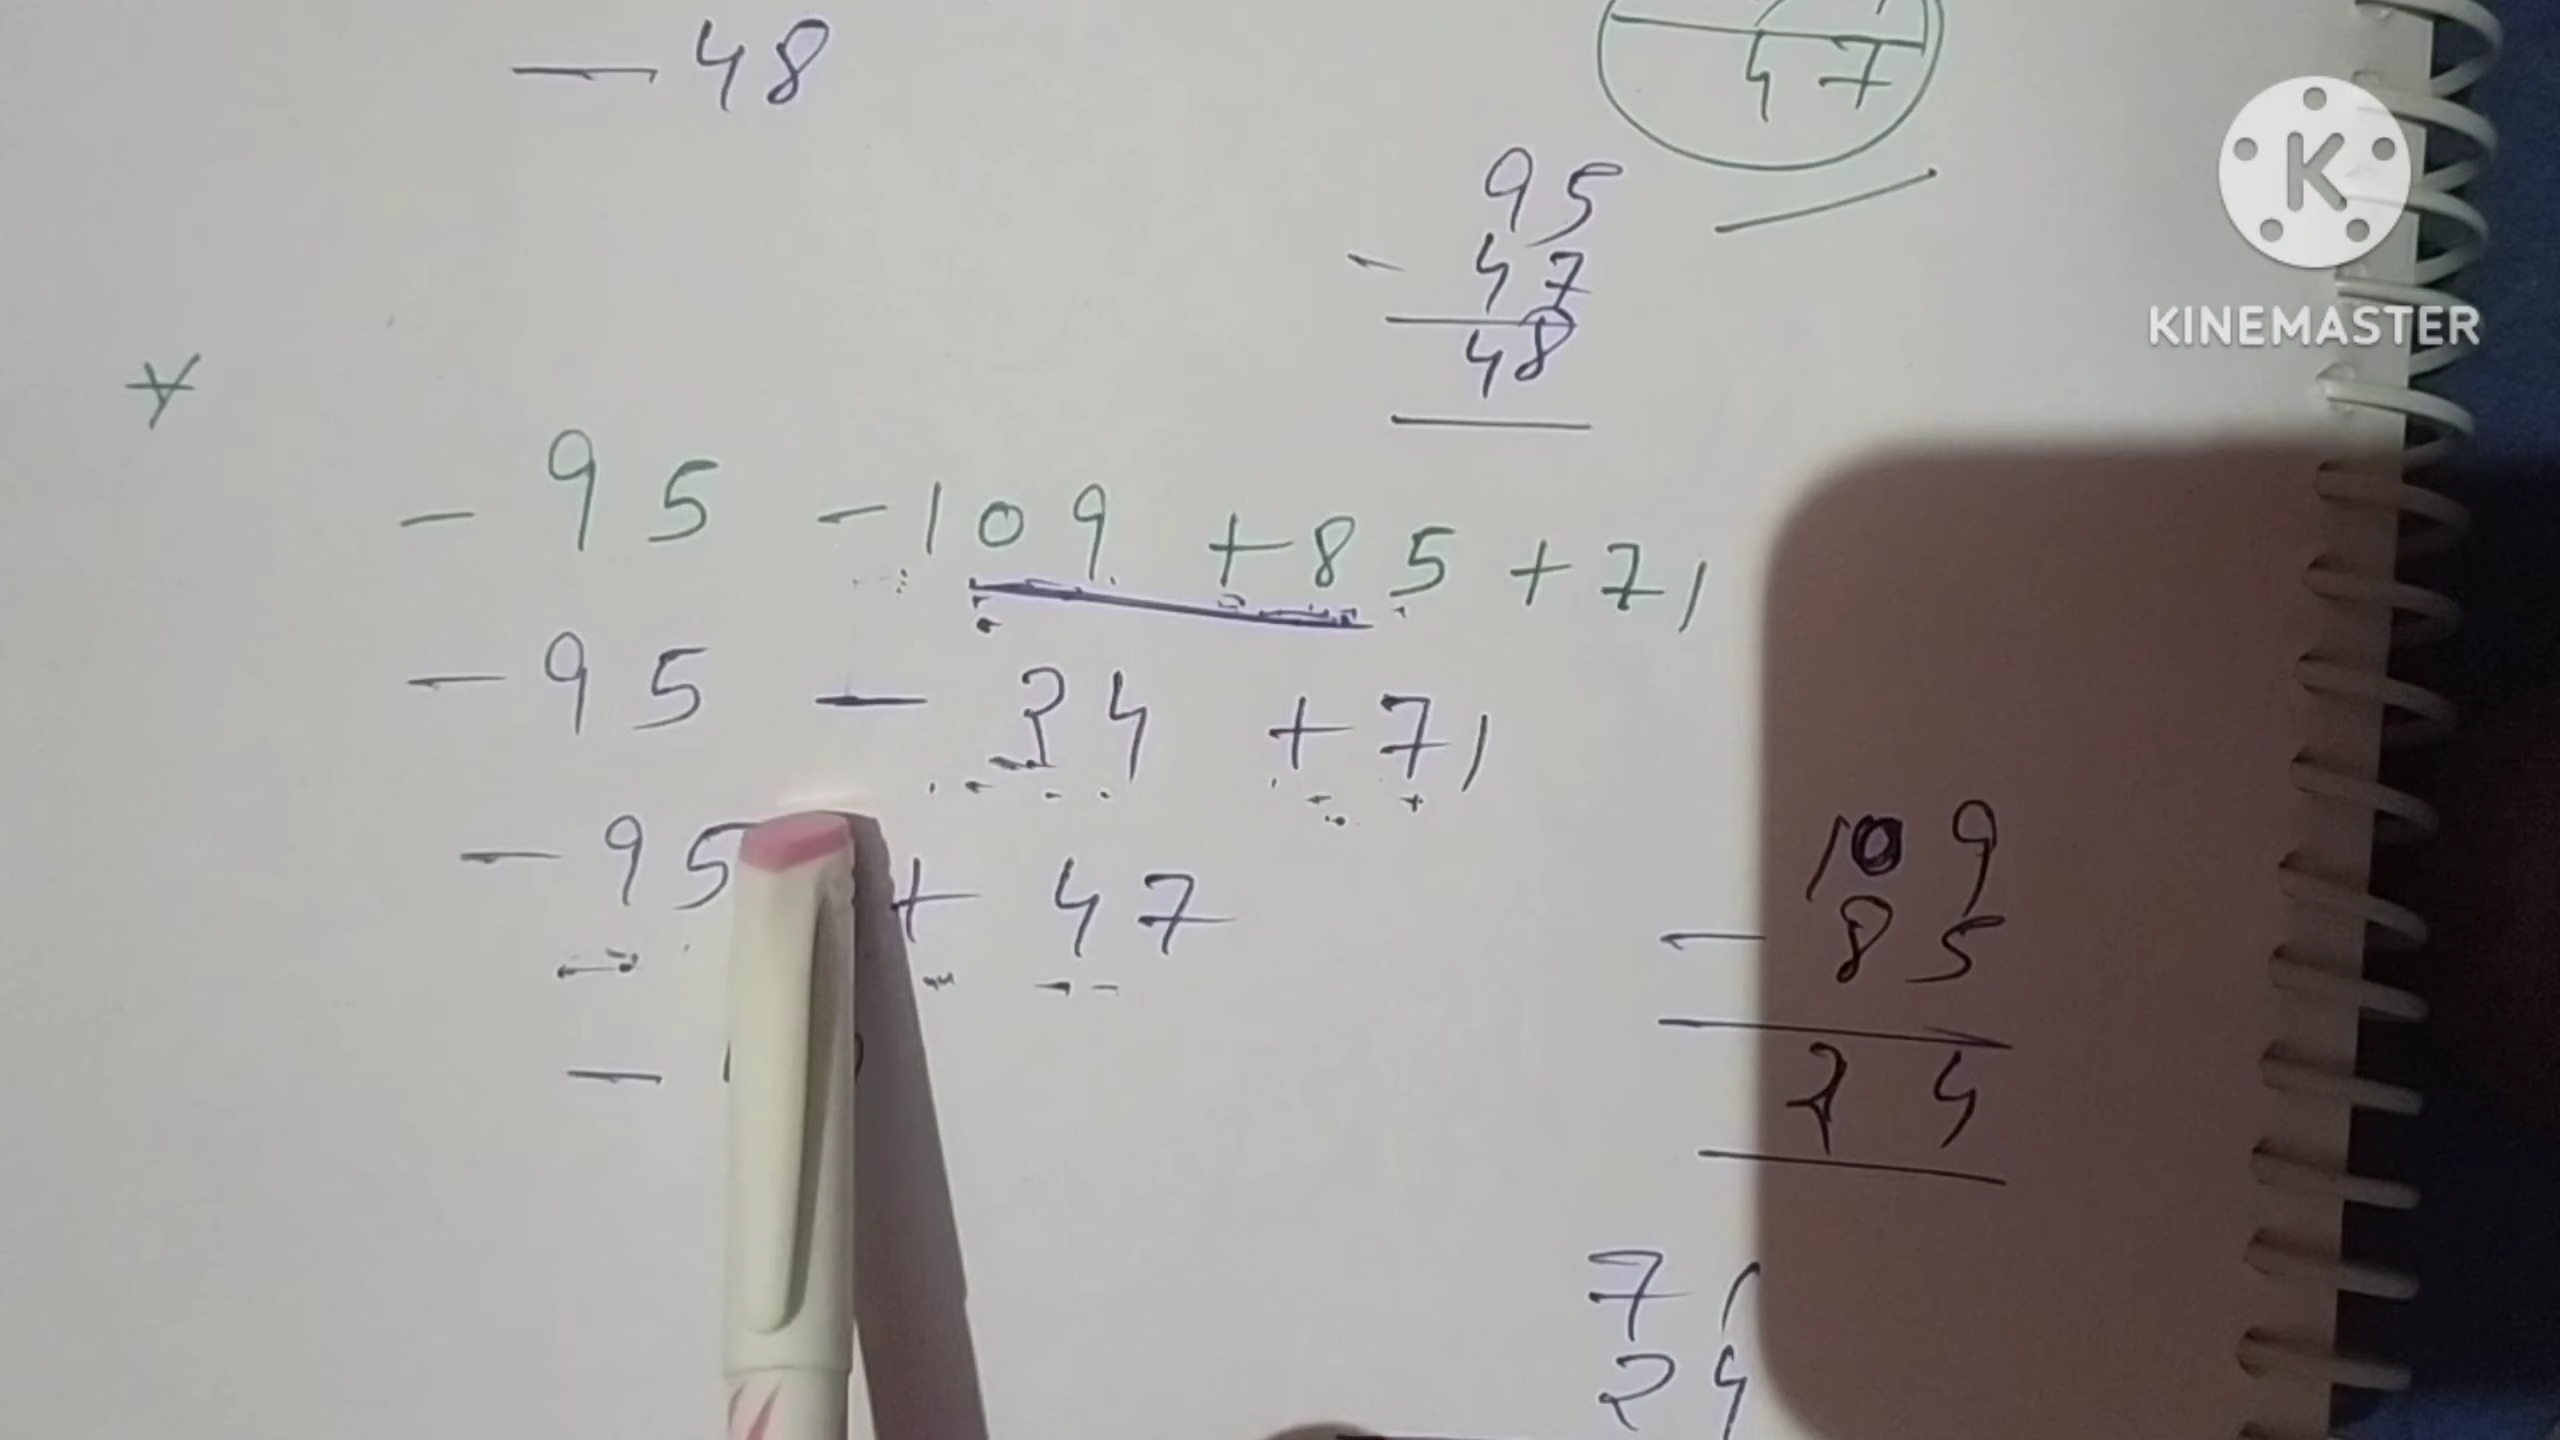 — 48
47
95
- 47
48
- 95 - 109 + 85 + 71
- 95 - 34 + 71
- 95 + 47
-
109
- 85
24
71
24
K
KINEMASTER